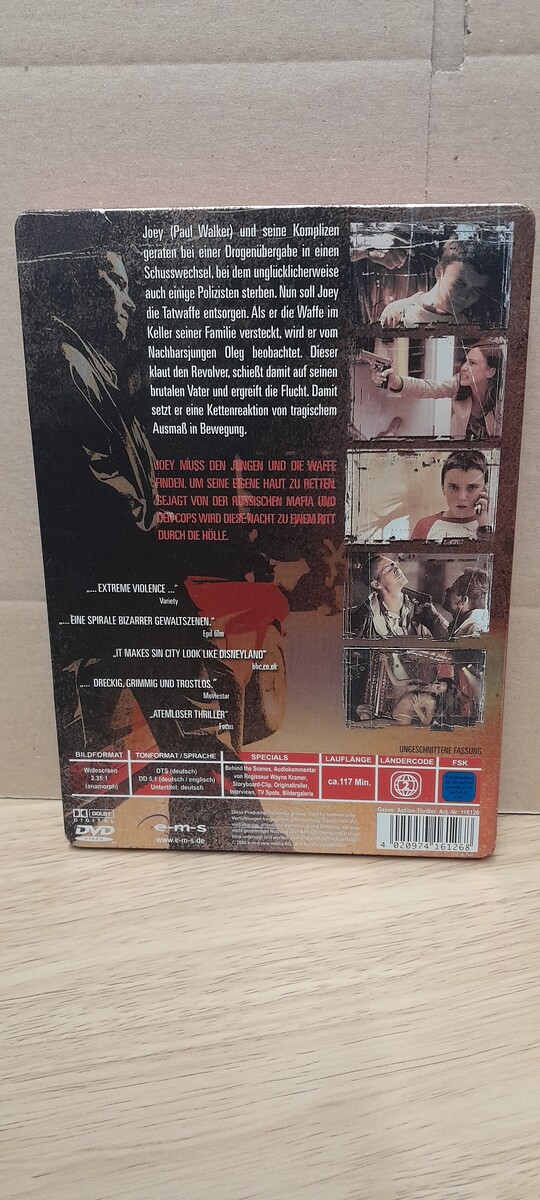 Joey (Paul Walker) und seine Komplizen
geraten bei einer Drogenübergabe in einen
Schusswechsel, bei dem unglücklicherweise
auch einige Polizisten sterben. Nun soll Joey
die Tatwaffe entsorgen. Als er die Waffe im
Keller seiner Familie versteckt, wird er vom
Nachbarsjungen Oleg beobachtet. Dieser
klaut den Revolver, schießt damit auf seinen
brutalen Vater und ergreift die Flucht. Damit
setzt er eine Kettenreaktion von tragischem
Ausmaß in Bewegung.
JOEY MUSS DEN JUNGEN UND DIE WAFFE
FINDEN, UM SEINE EIGENE HAUT ZU RETTEN.
GEJAGT VON DER RUSSISCHEN MAFIA UND
DEN COPS WIRD DIESE NACHT ZU EINEM RITT
DURCH DIE HÖLLE.
„... EXTREME VIOLENCE ..."
Variety
„... EINE SPIRALE BIZARRER GEWALTSZENEN."
Epd film
„IT MAKES SIN CITY LOOK LIKE DISNEYLAND"
bbc.co.uk
„... DRECKIG, GRIMMIG UND TROSTLOS."
Moviestar
„ATEMLOSER THRILLER"
Focus
UNGESCHNITTENE FASSUNG
BILDFORMAT TONFORMAT / SPRACHE SPECIALS LAUFLÄNGE LÄNDERCODE FSK
Widescreen
2.35:1
(anamorph)
DTS (deutsch)
DD 5.1 (deutsch / englisch)
Untertitel: deutsch
Behind the Scenes, Audiokommentar
von Regisseur Wayne Kramer,
Storyboard-Clip, Originaltrailer,
Interviews, TV Spots, Bildergalerie
ca.117 Min.
2
DOLBY
DIGITAL
DVD
VIDEO
e-m-s
www.e-m-s.de
Genre: Action-Thriller Art.-Nr.: 116126
4 020974 161268